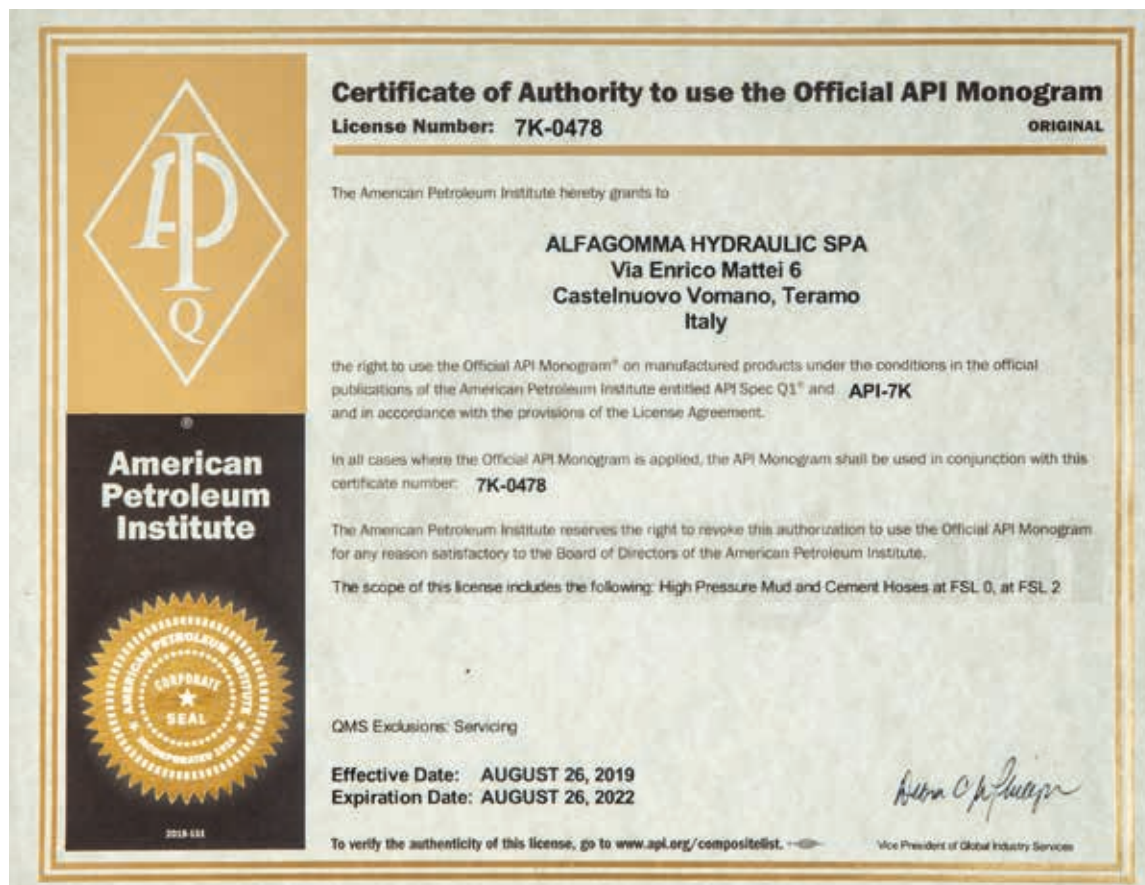 API
Q
®
American
Petroleum
Institute
AMERICAN PETROLEUM INSTITUTE
CORPORATE
SEAL
INCORPORATED
Certificate of Authority to use the Official API Monogram
License Number: 7K-0478
ORIGINAL
The American Petroleum Institute hereby grants to
ALFAGOMMA HYDRAULIC SPA
Via Enrico Mattei 6
Castelnuovo Vomano, Teramo
Italy
the right to use the Official API Monogram® on manufactured products under the conditions in the official
publications of the American Petroleum Institute entitled API Spec Q1® and API-7K
and in accordance with the provisions of the License Agreement.
In all cases where the Official API Monogram is applied, the API Monogram shall be used in conjunction with this
certificate number: 7K-0478
The American Petroleum Institute reserves the right to revoke this authorization to use the Official API Monogram
for any reason satisfactory to the Board of Directors of the American Petroleum Institute.
The scope of this license includes the following: High Pressure Mud and Cement Hoses at FSL 0, at FSL 2
QMS Exclusions: Servicing
Effective Date: AUGUST 26, 2019
Expiration Date: AUGUST 26, 2022
To verify the authenticity of this license, go to www.api.org/compositelist.
Vice President of Global Industry Services